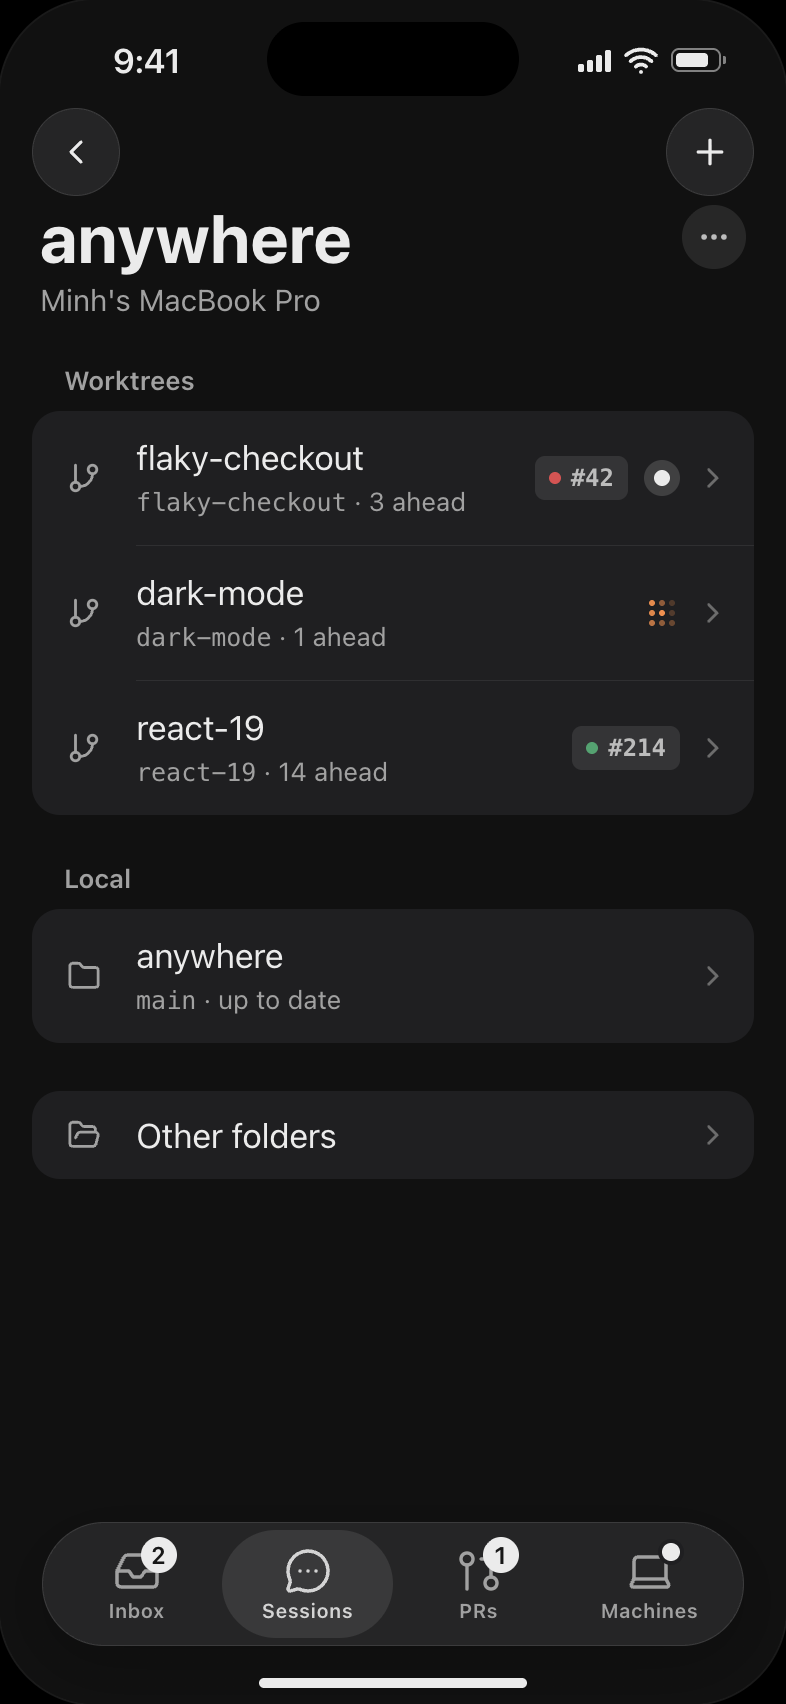 9:41
anywhere
Minh's MacBook Pro
Worktrees
flaky-checkout
flaky-checkout · 3 ahead
#42
dark-mode
dark-mode · 1 ahead
react-19
react-19 · 14 ahead
#214
Local
anywhere
main · up to date
Other folders
2
Inbox
Sessions
1
PRs
Machines